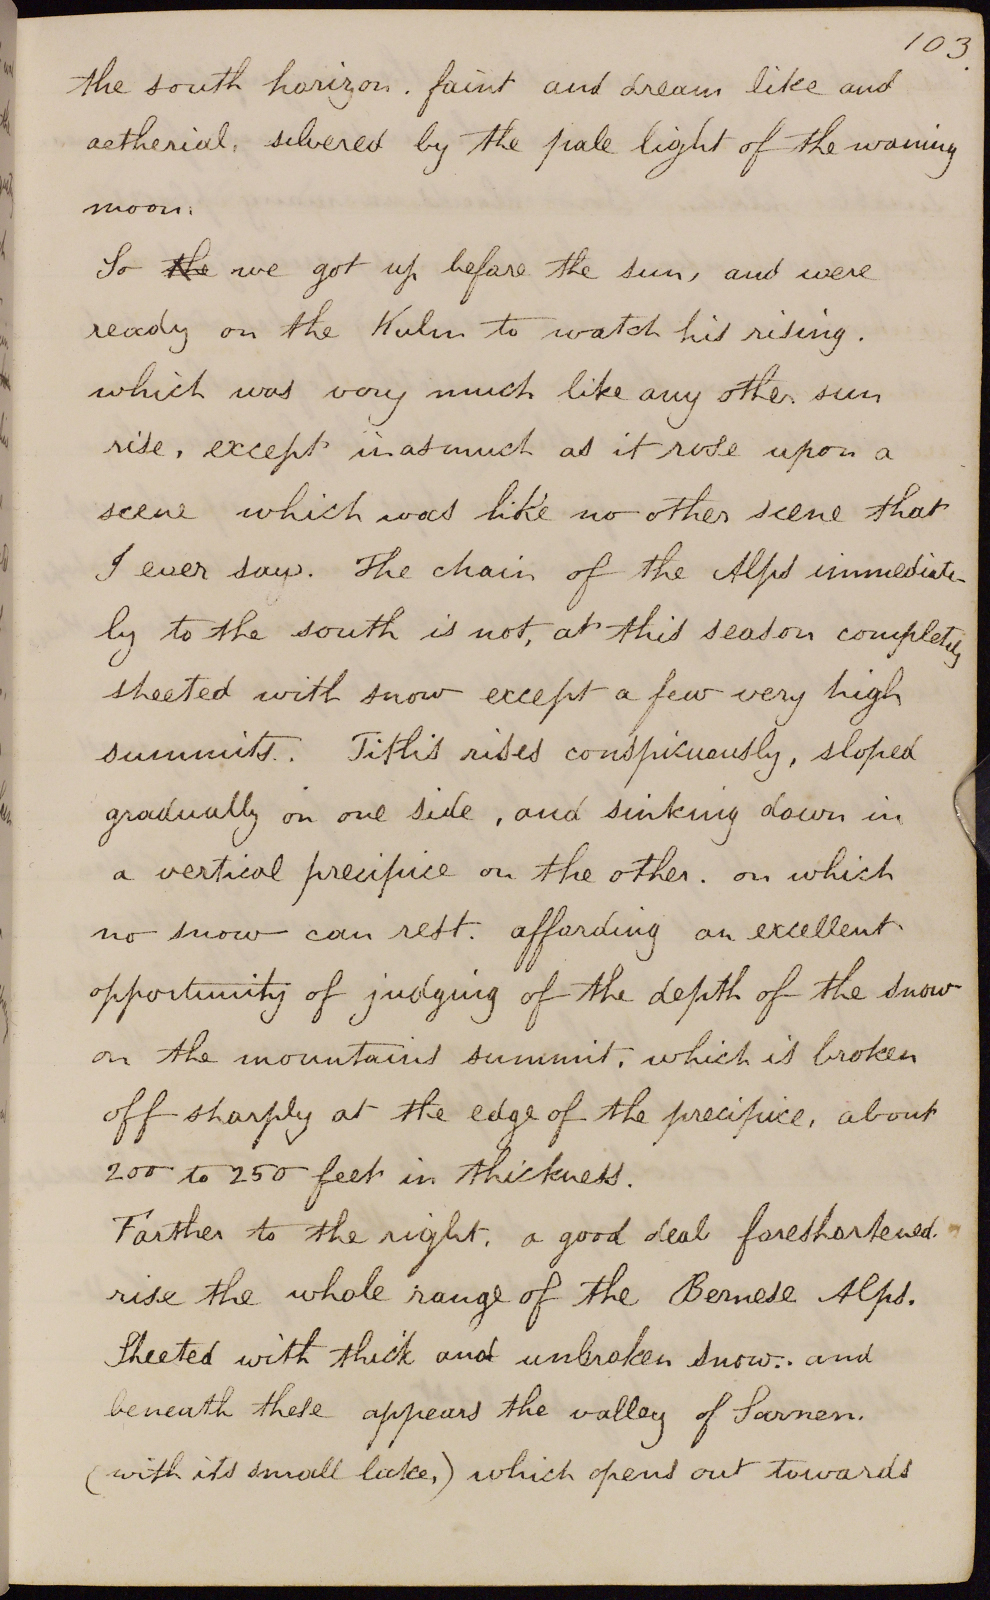 103.
the south horizon. faint and dream like and
aetherial, silvered by the pale light of the waning
moon.
So the we got up before the sun, and were
ready on the Kulm to watch his rising.
which was very much like any other sun
rise, except inasmuch as it rose upon a
scene which was like no other scene that
I ever saw. The chain of the Alps immediate-
ly to the south is not, at this season completely
sheeted with snow except a few very high
summits. Titlis rises conspicuously, sloped
gradually on one side, and sinking down in
a vertical precipice on the other. on which
no snow can rest. affording an excellent
opportunity of judging of the depth of the snow
on the mountains summit, which is broken
off sharply at the edge of the precipice, about
200 to 250 feet in thickness.
Farther to the right, a good deal foreshortened.
rise the whole range of the Bernese Alps.
Sheeted with thick and unbroken snow.. and
beneath these appears the valley of Sarnen.
(with its small lake,) which opens out towards